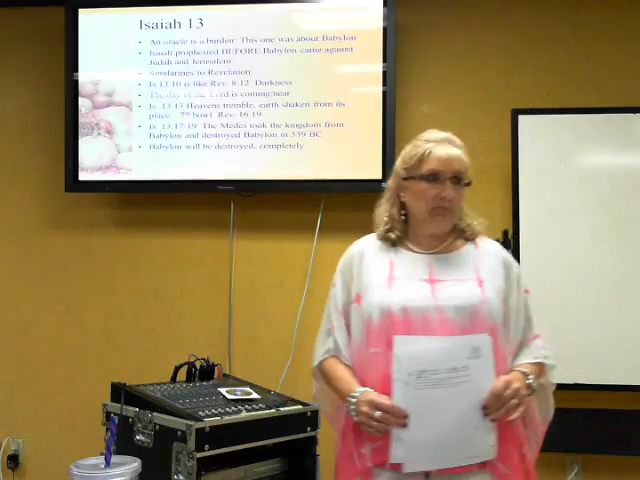 Isaiah 13
• An oracle is a burden: This one was about Babylon
• Isaiah prophesied BEFORE Babylon came against
Judah and Jerusalem
• Similarities to Revelation:
• Is. 13:10 is like Rev. 8:12 Darkness
• The day of the Lord is coming/near
• Is. 13:13 Heavens tremble, earth shaken from its
place 7th bowl Rev. 16:19
• Is. 13:17-19 The Medes took the kingdom from
Babylon and destroyed Babylon in 539 BC
• Babylon will be destroyed, completely